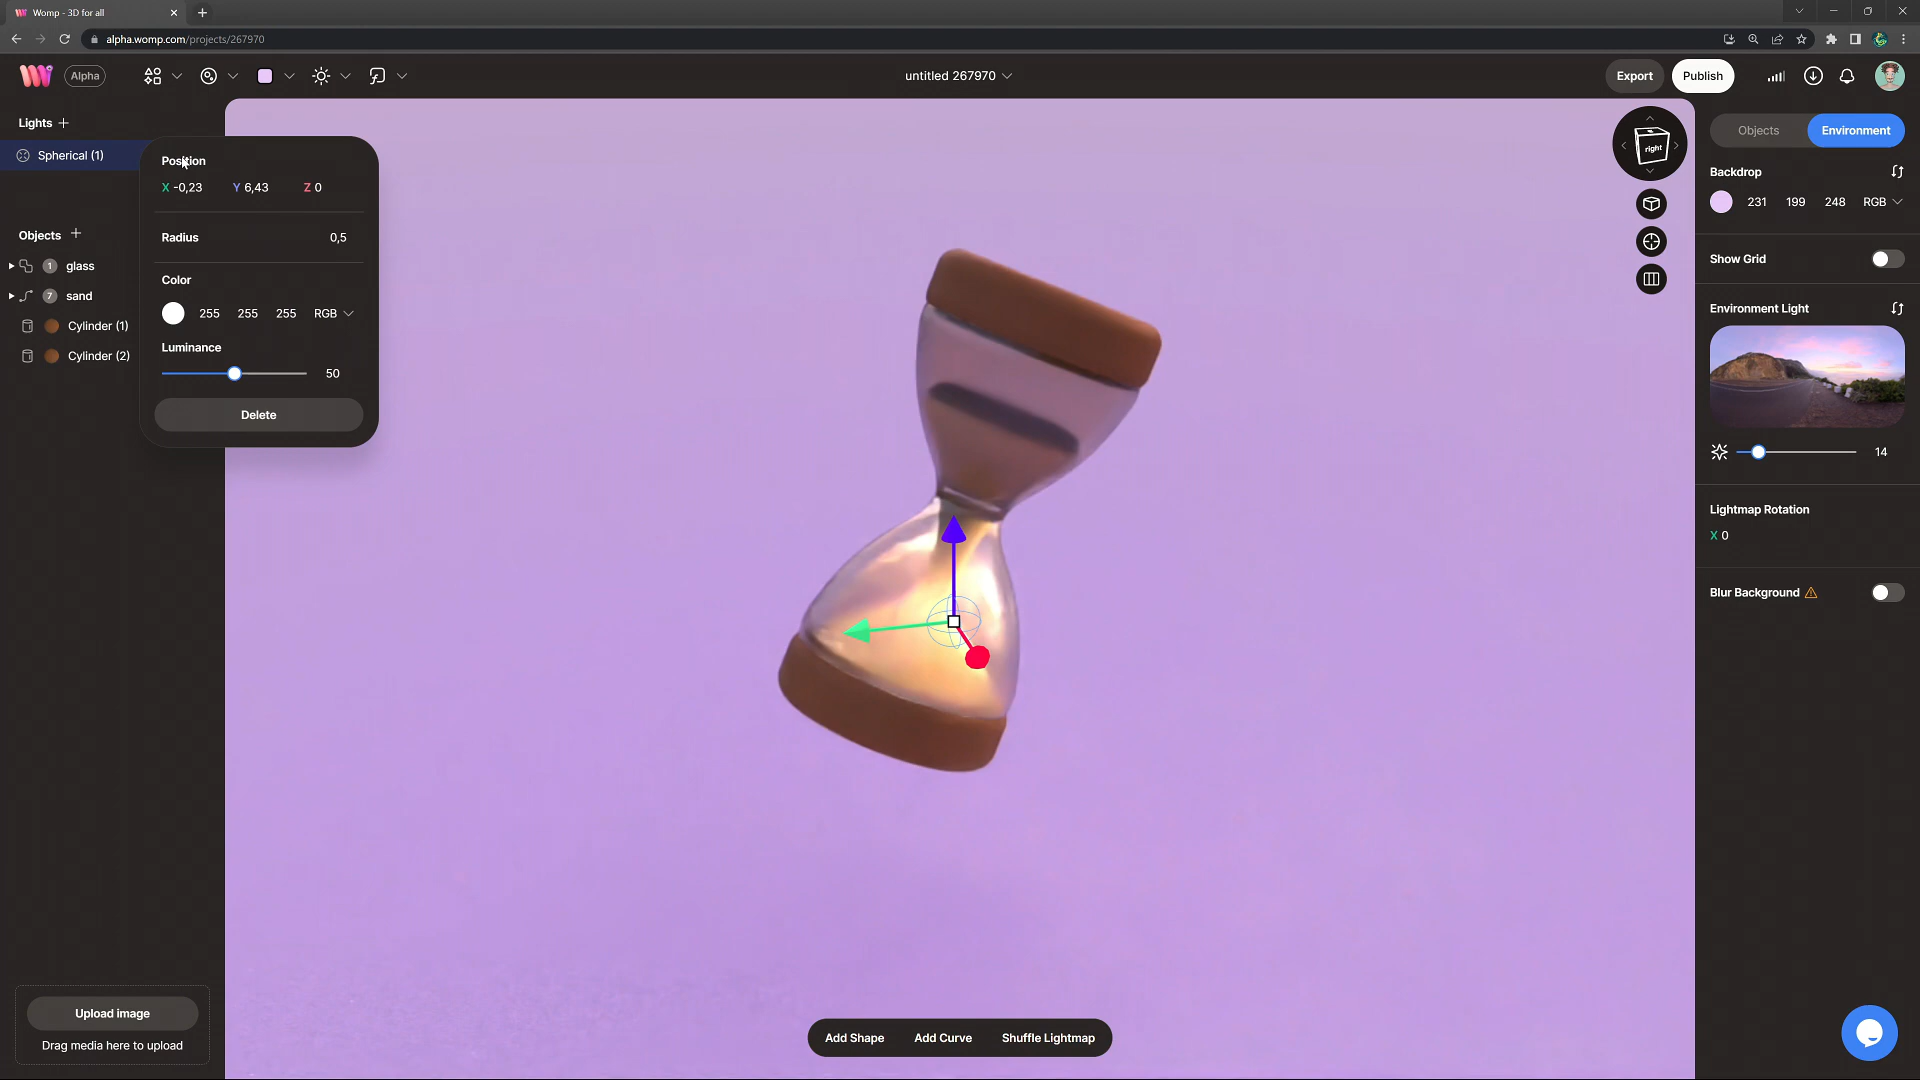 Womp - 3D for all
alpha.womp.com/projects/267970
Alpha
untitled 267970
Export
Publish
Lights
Spherical (1)
Position
X -0,23 Y 6,43 Z 0
Radius 0,5
Color
255 255 255 RGB
Luminance
50
Delete
Objects
1 glass
7 sand
Cylinder (1)
Cylinder (2)
Upload image
Drag media here to upload
right
Add Shape Add Curve Shuffle Lightmap
Objects Environment
Backdrop
231 199 248 RGB
Show Grid
Environment Light
14
Lightmap Rotation
X 0
Blur Background